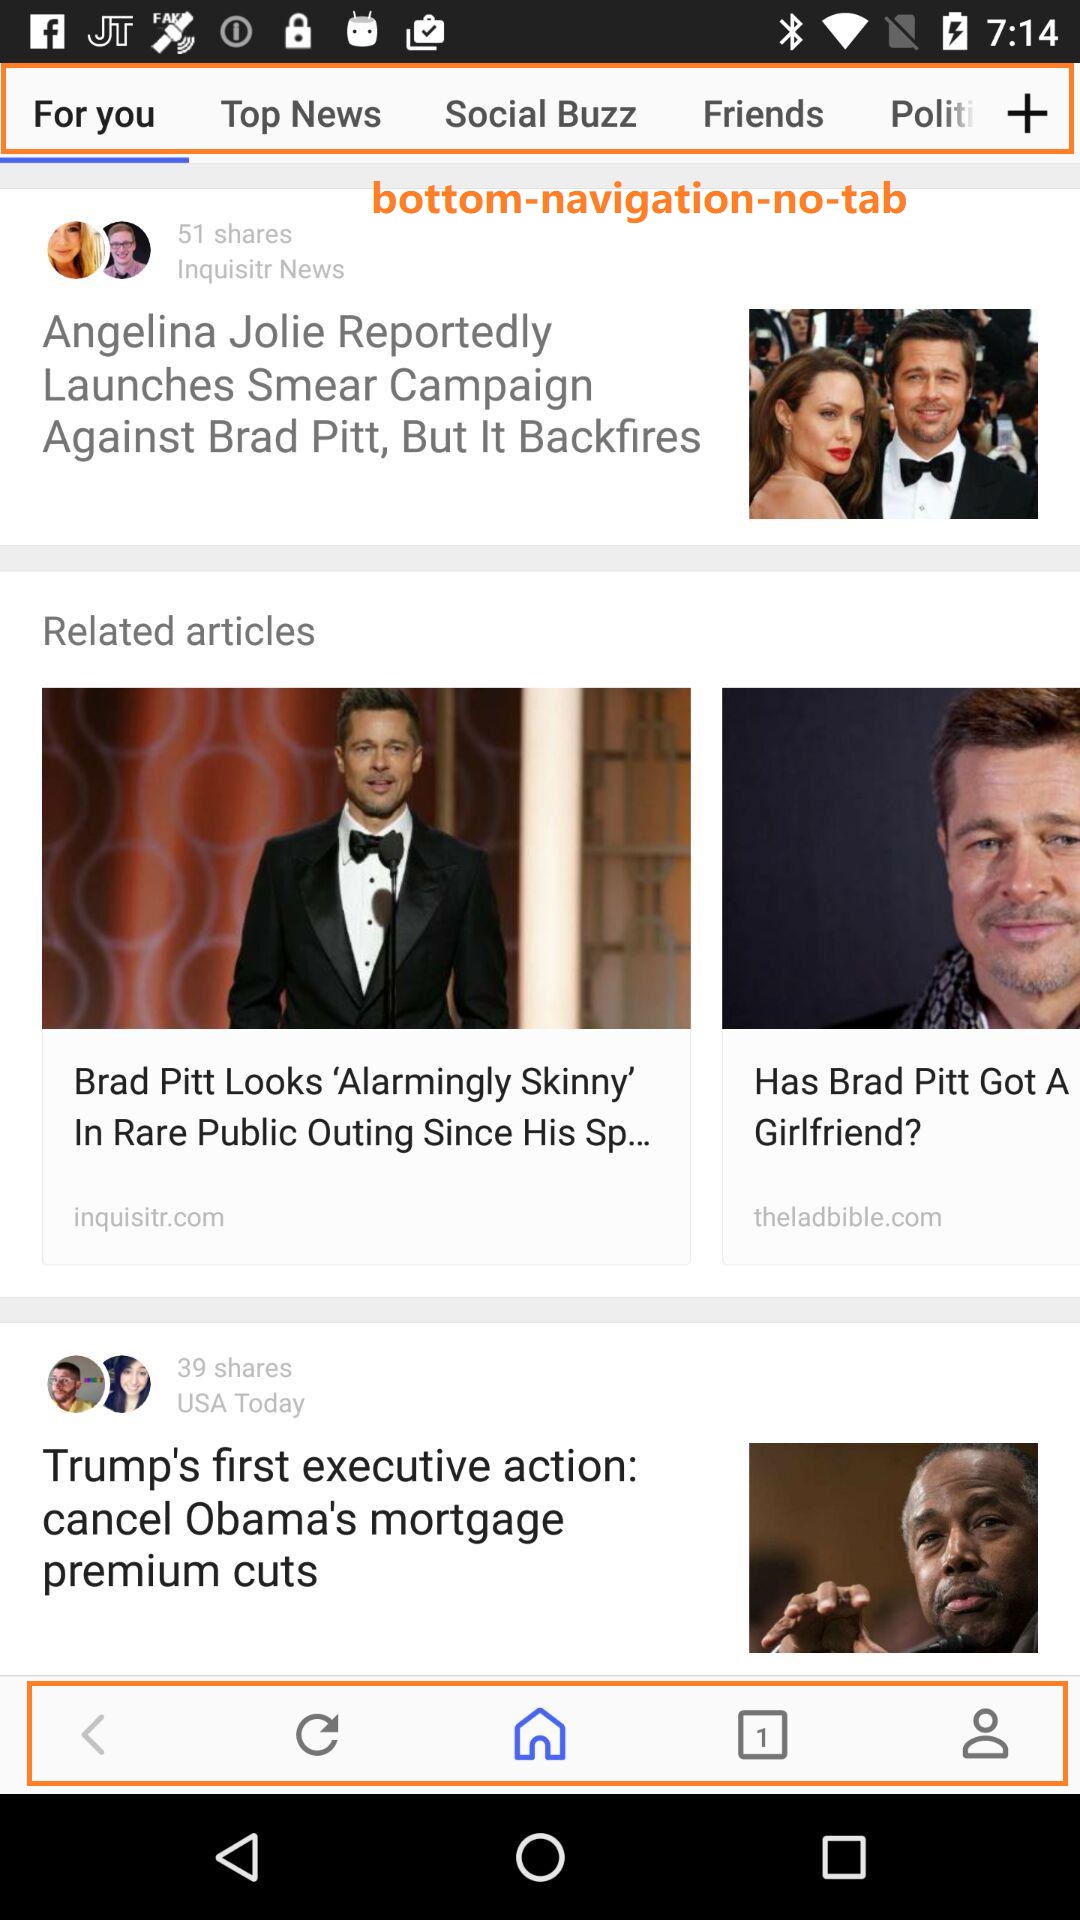 JT FAKE 7:14
For you Top News Social Buzz Friends Politi
bottom-navigation-no-tab
51 shares
Inquisitr News
Angelina Jolie Reportedly
Launches Smear Campaign
Against Brad Pitt, But It Backfires
Related articles
Brad Pitt Looks ‘Alarmingly Skinny’
In Rare Public Outing Since His Sp...
inquisitr.com
Has Brad Pitt Got A
Girlfriend?
theladbible.com
39 shares
USA Today
Trump's first executive action:
cancel Obama's mortgage
premium cuts
1